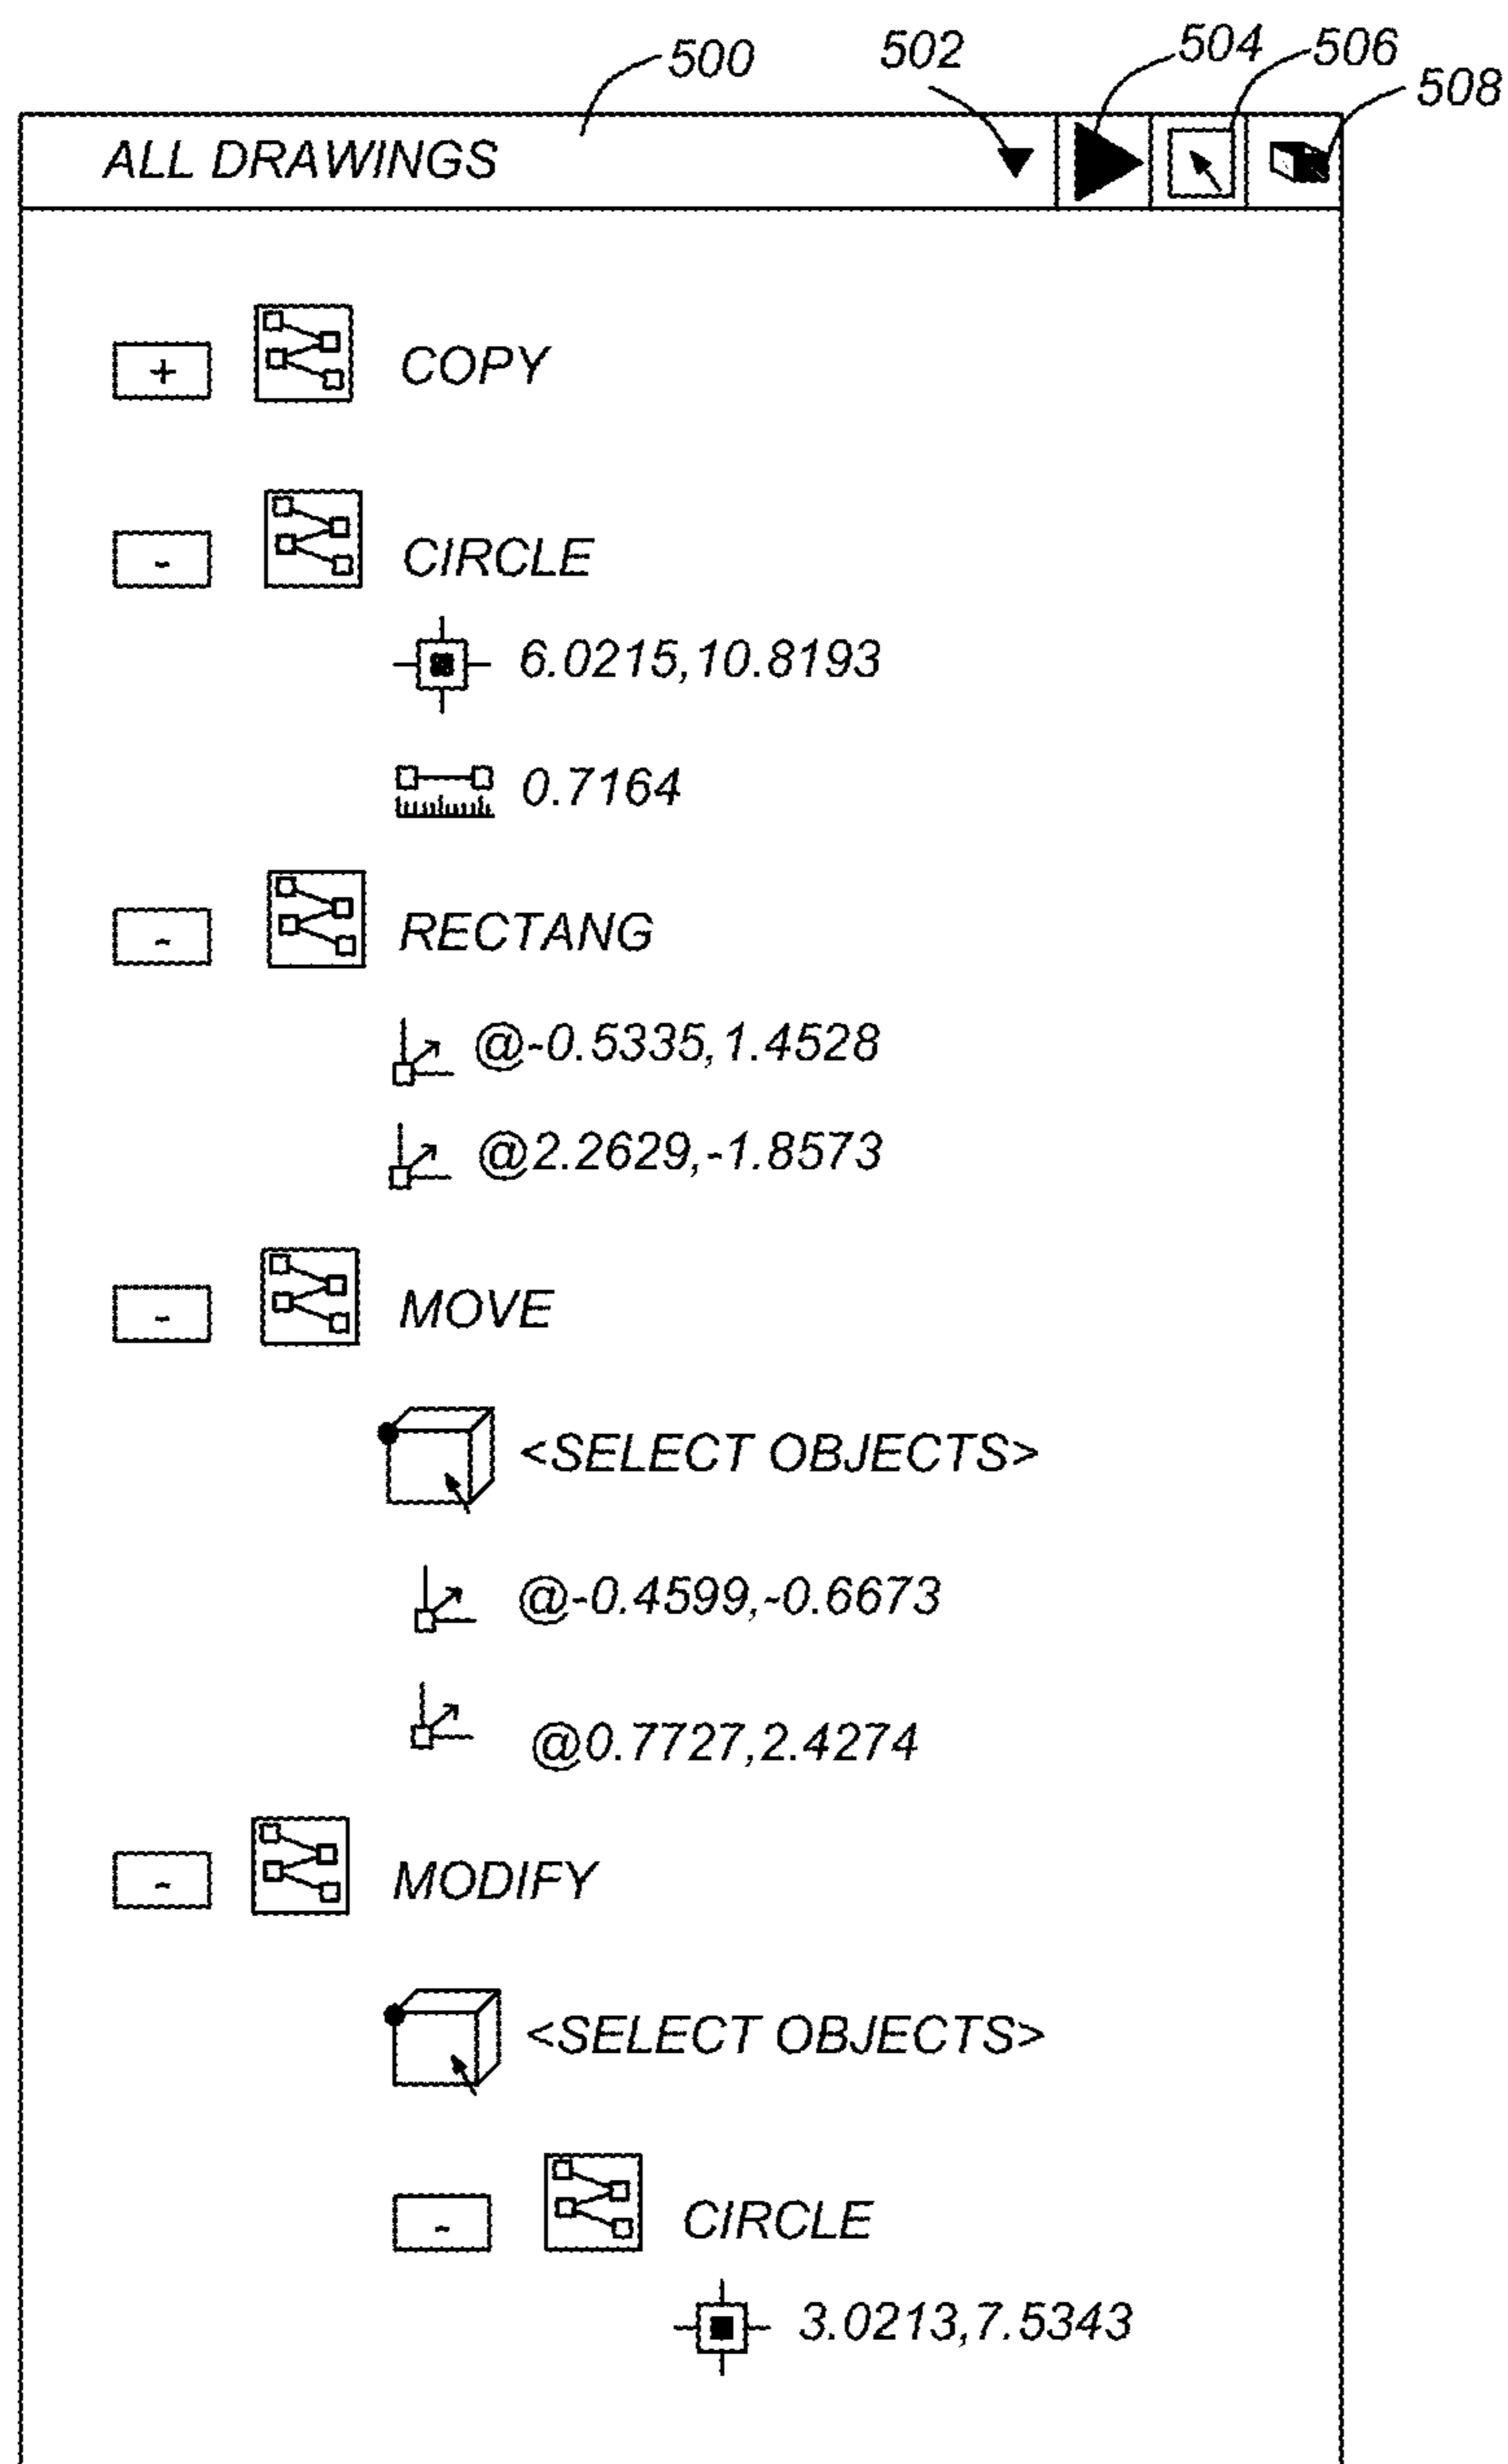 500 502 504 506 508
ALL DRAWINGS
+ COPY
- CIRCLE
6.0215,10.8193
0.7164
- RECTANG
@-0.5335,1.4528
@2.2629,-1.8573
- MOVE
<SELECT OBJECTS>
@-0.4599,-0.6673
@0.7727,2.4274
- MODIFY
<SELECT OBJECTS>
- CIRCLE
3.0213,7.5343